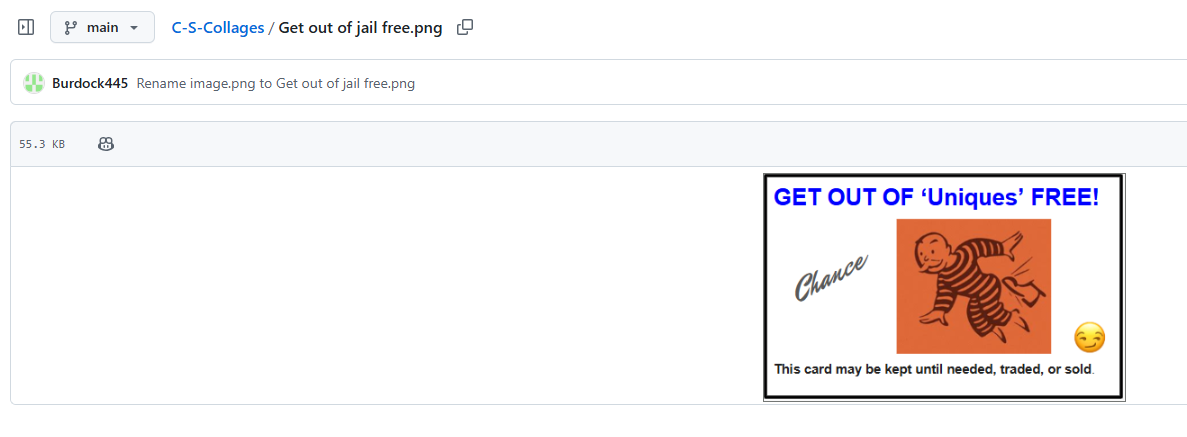 main
C-S-Collages / Get out of jail free.png
Burdock445 Rename image.png to Get out of jail free.png
55.3 KB
GET OUT OF ‘Uniques’ FREE!
Chance
This card may be kept until needed, traded, or sold.